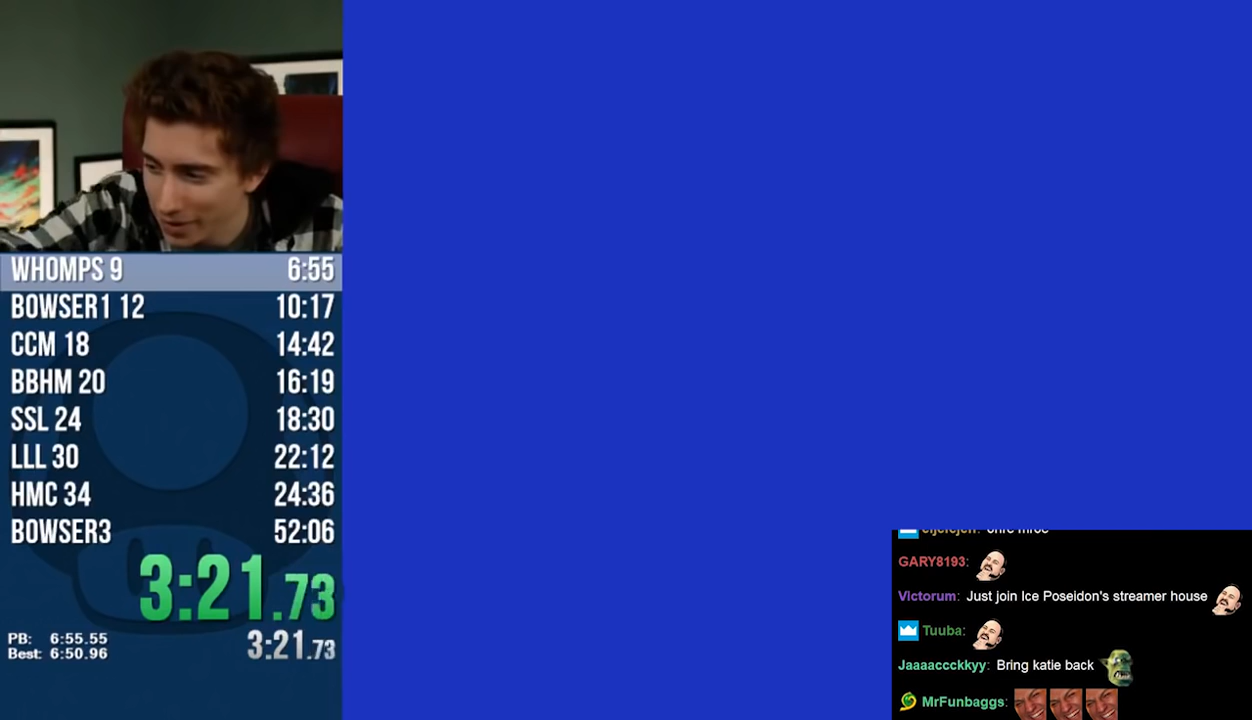 WHOMPS 9 6:55
BOWSER1 12 10:17
CCM 18 14:42
BBHM 20 16:19
SSL 24 18:30
LLL 30 22:12
HMC 34 24:36
BOWSER3 52:06
3:21.73
PB: 6:55.55
Best: 6:50.96
3:21.73
GARY8193:
Victorum: Just join Ice Poseidon's streamer house
Tuuba:
Jaaaaccckkyy: Bring katie back
MrFunbaggs: